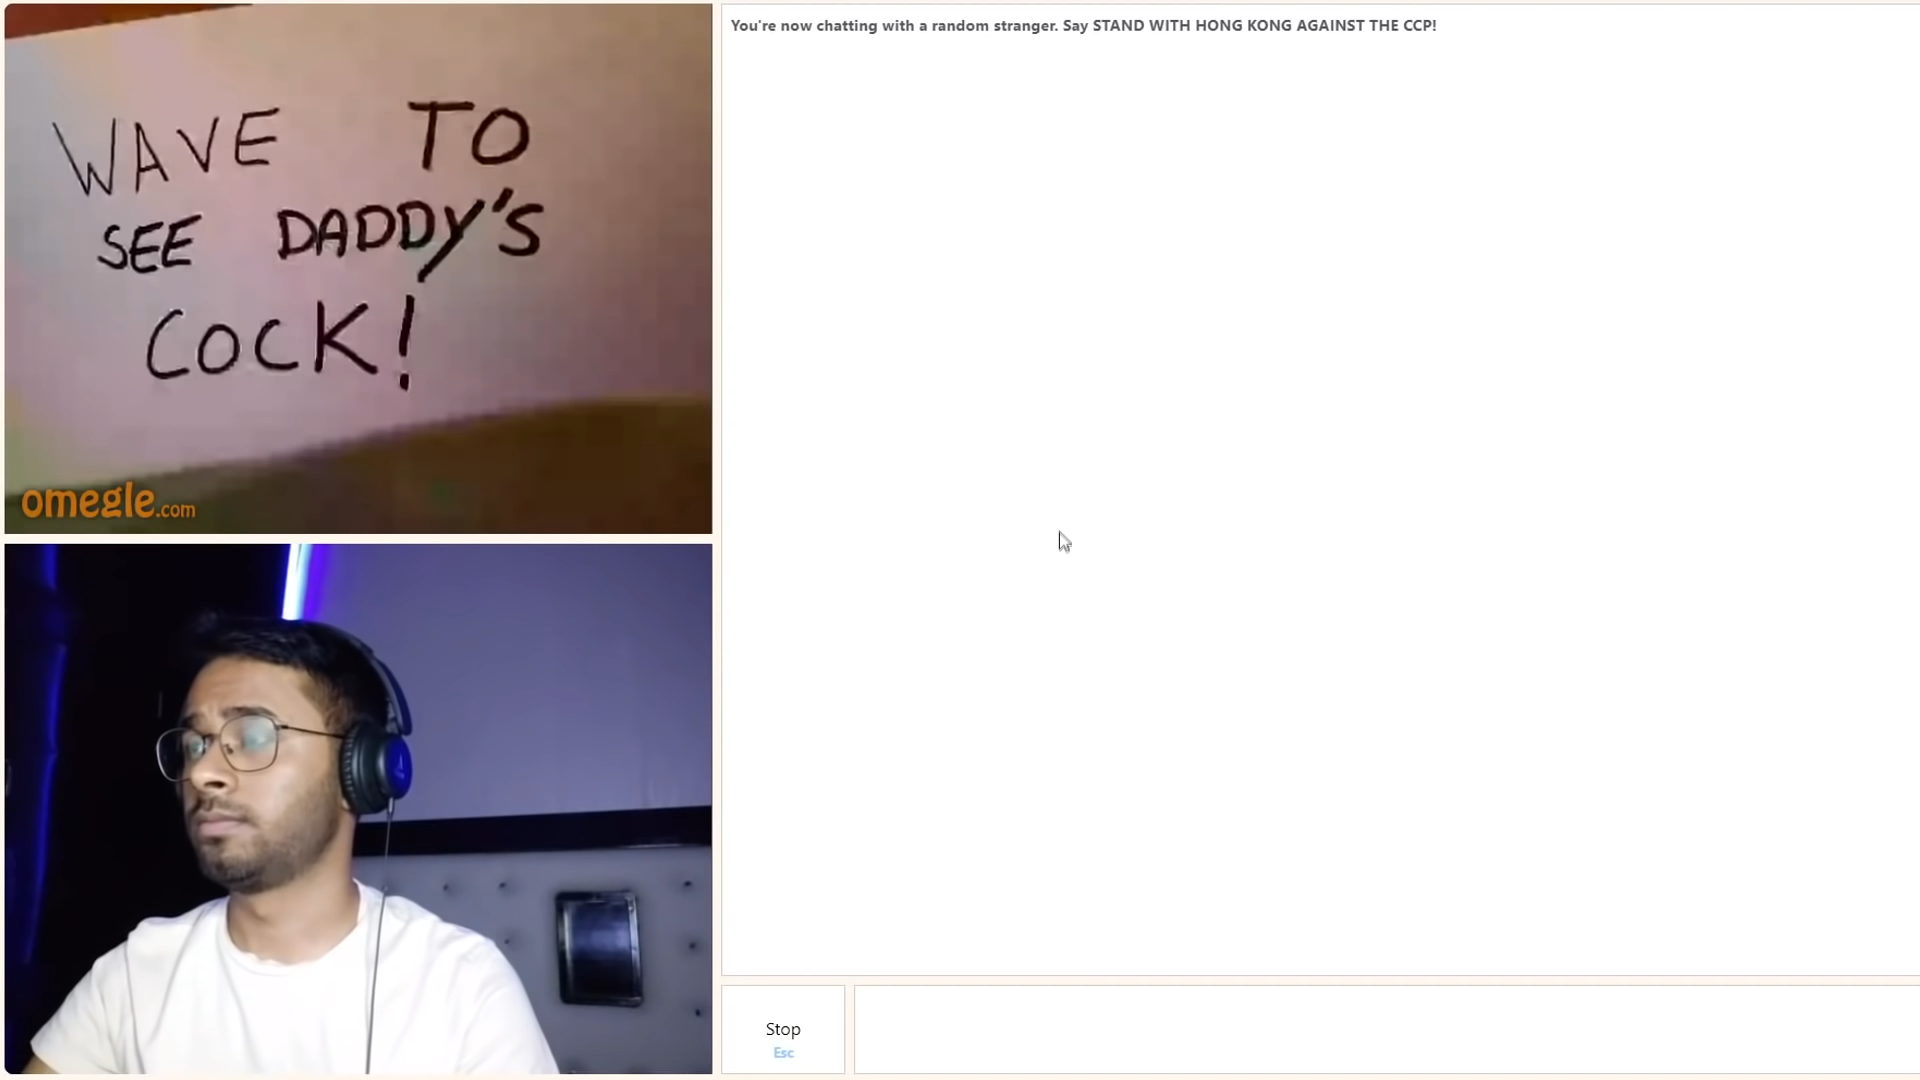 WAVE TO
SEE DADDY'S
COCK!
omegle.com
You're now chatting with a random stranger. Say STAND WITH HONG KONG AGAINST THE CCP!
Stop
Esc